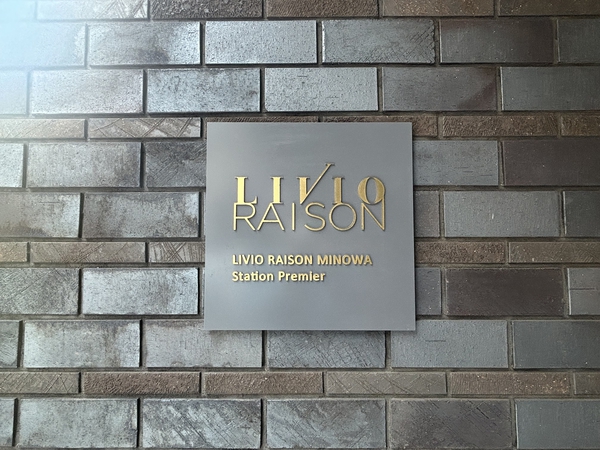 LIVIO
RAISON
LIVIO RAISON MINOWA
Station Premier